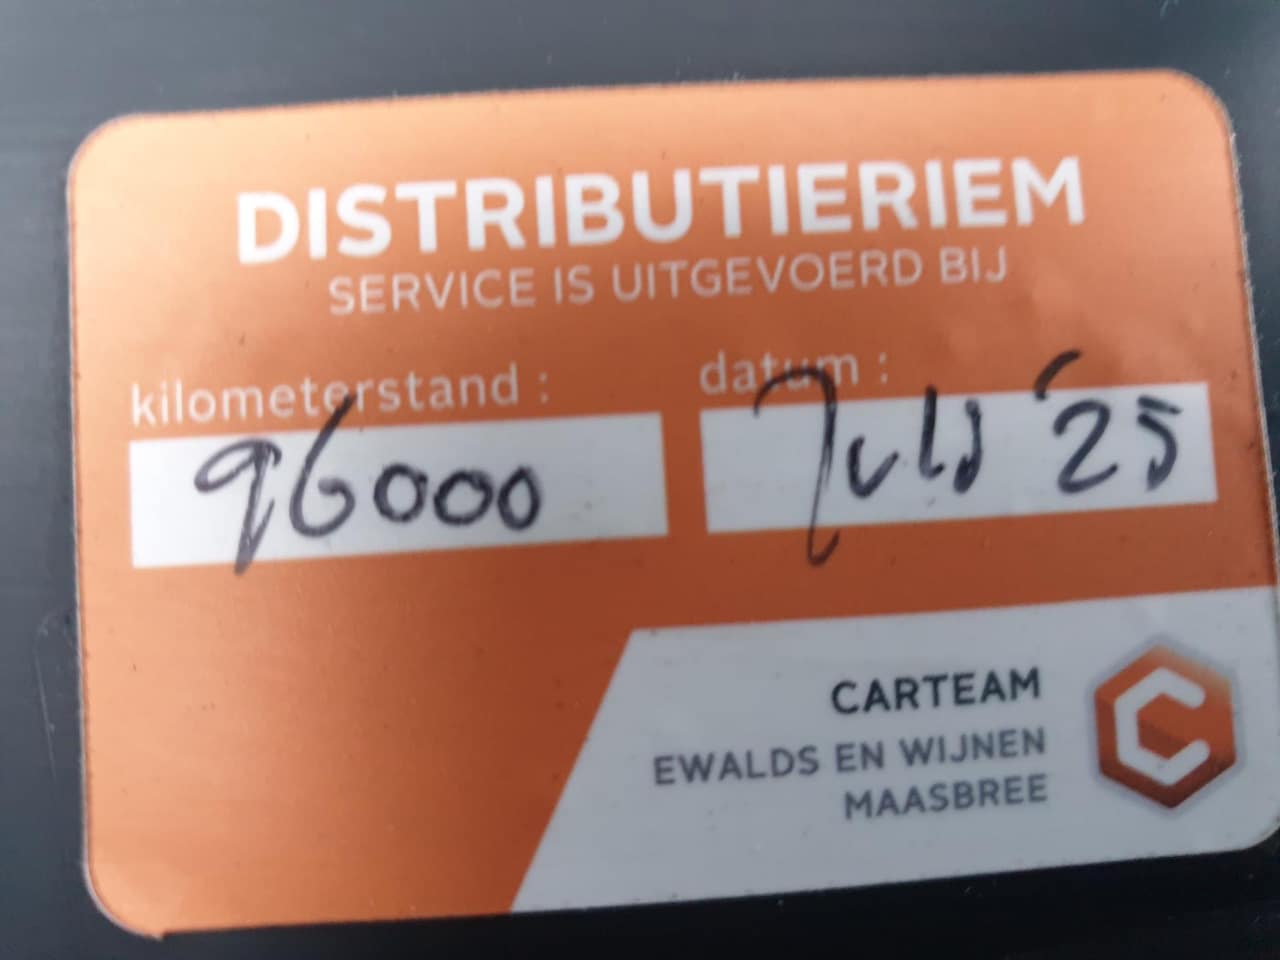 DISTRIBUTIERIEM
SERVICE IS UITGEVOERD BIJ
kilometerstand : datum :
96000 Juli '25
CARTEAM
EWALDS EN WIJNEN
MAASBREE